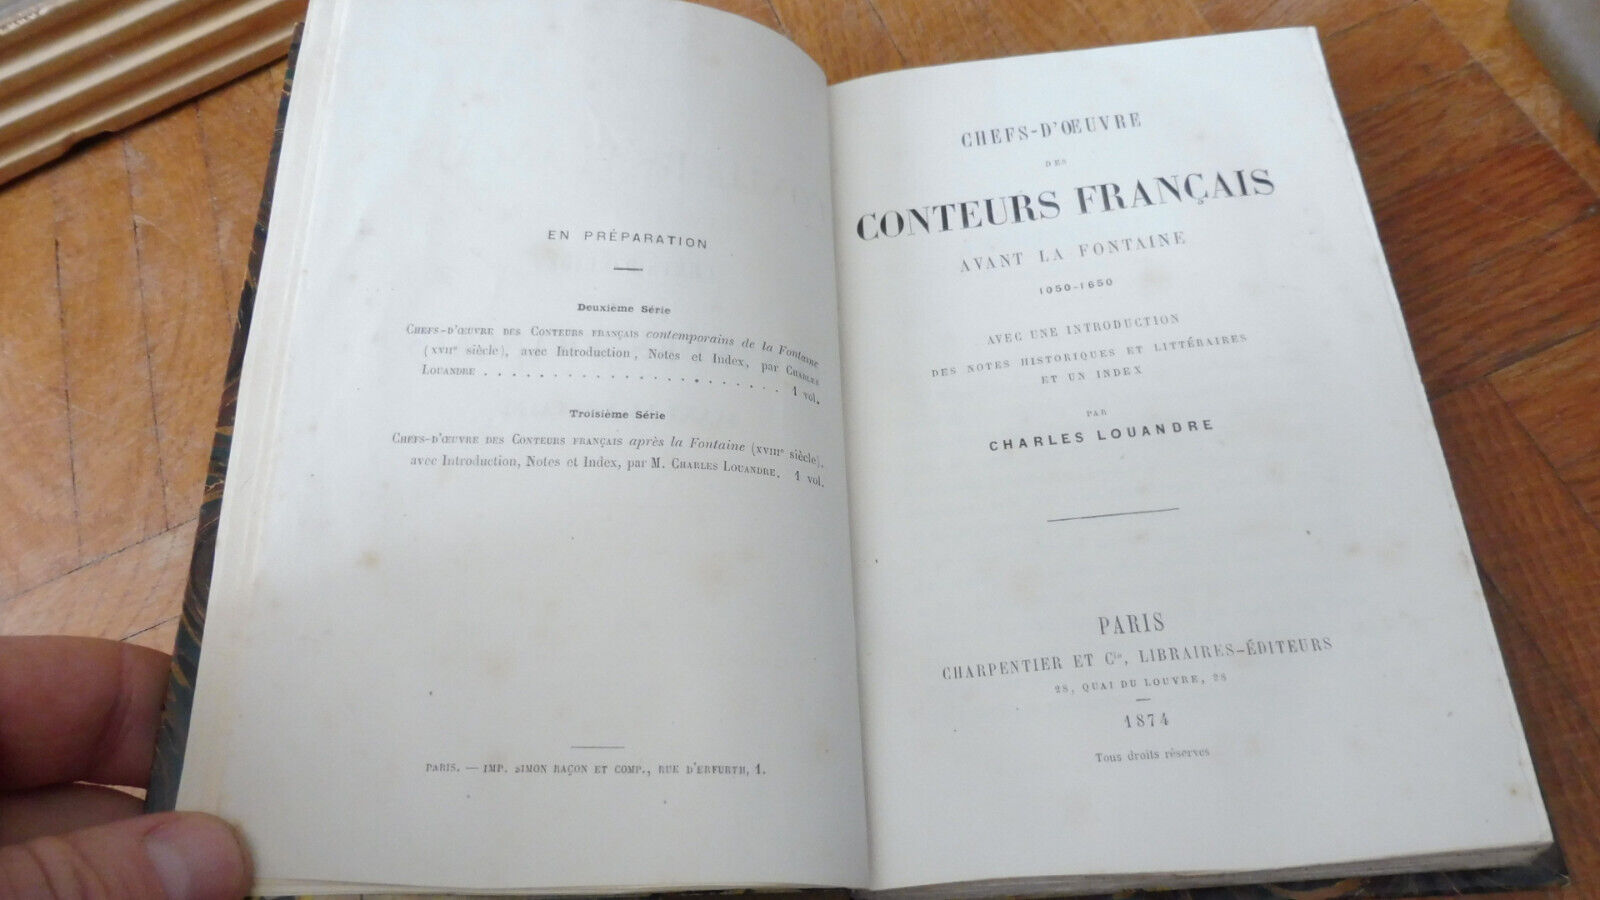 EN PRÉPARATION
Deuxième Série
CHEFS-D'ŒUVRE DES CONTEURS FRANÇAIS contemporains de la Fontaine
(XVIIe siècle), avec Introduction, Notes et Index, par CHARLES
LOUANDRE . . . . . . . . . . . . . . . . . . . . . . 1 vol.
Troisième Série
CHEFS-D'ŒUVRE DES CONTEURS FRANÇAIS après la Fontaine (XVIIIe siècle),
avec Introduction, Notes et Index, par M. CHARLES LOUANDRE. 1 vol.
PARIS. — IMP. SIMON RAÇON ET COMP., RUE D'ERFURTH, 1.
CHEFS-D'ŒUVRE
DES
CONTEURS FRANÇAIS
AVANT LA FONTAINE
1050-1650
AVEC UNE INTRODUCTION
DES NOTES HISTORIQUES ET LITTÉRAIRES
ET UN INDEX
PAR
CHARLES LOUANDRE
PARIS
CHARPENTIER ET Cie, LIBRAIRES-ÉDITEURS
28, QUAI DU LOUVRE, 28
1874
Tous droits réservés